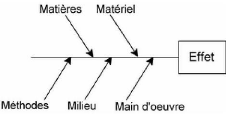 Matières Matériel
Effet
Méthodes Milieu Main d'oeuvre